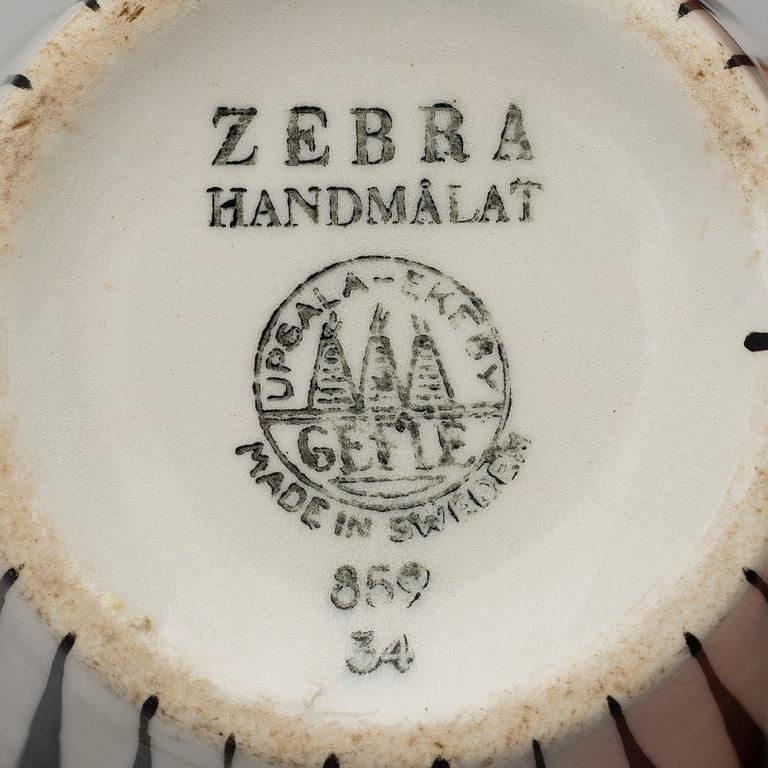 ZEBRA
HANDMÅLAT
UPSALA-EKEBY
GEFLE
MADE IN SWEDEN
859
34